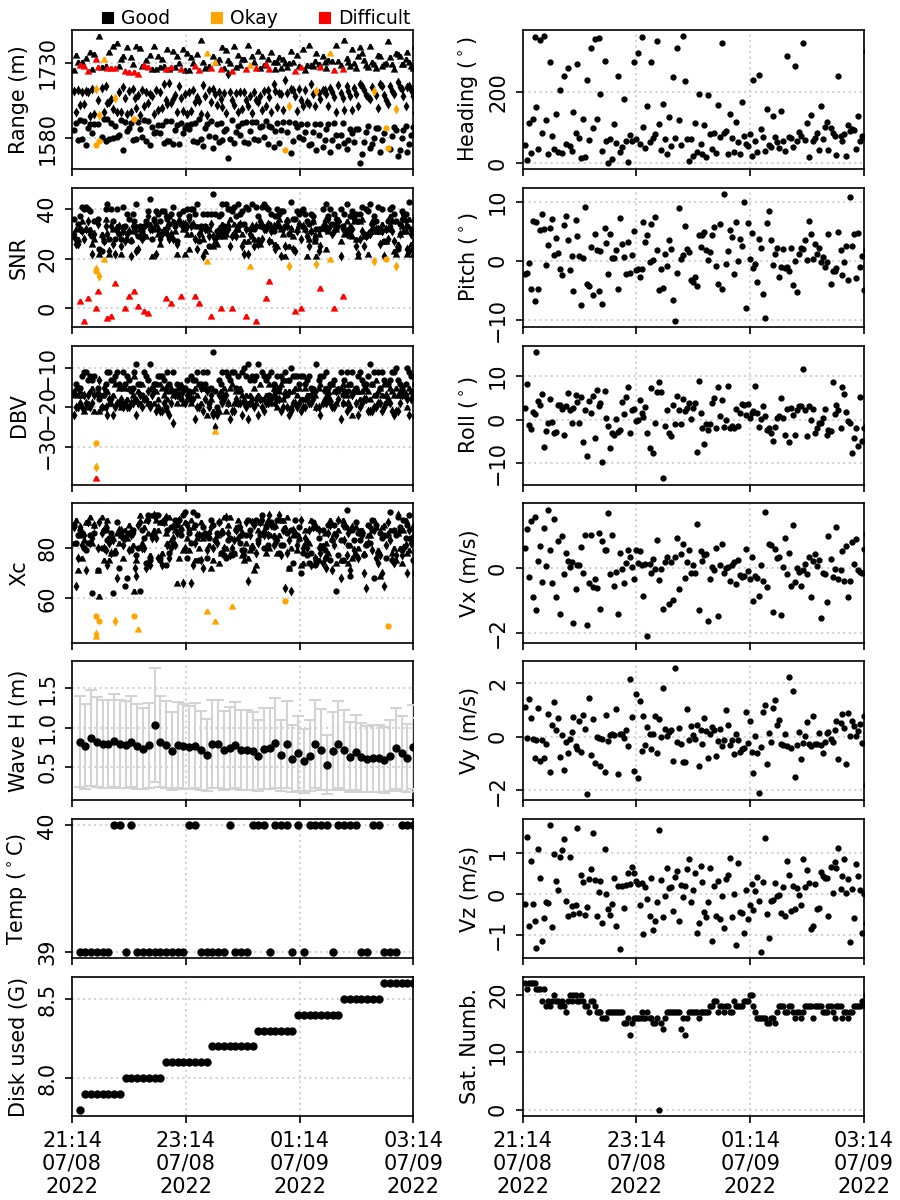 Good Okay Difficult
Range (m)
1730
1580
Heading (°)
200
0
SNR
40
20
0
Pitch (°)
10
0
−10
DBV
−10
−20
−30
Roll (°)
10
0
−10
Xc
80
60
Vx (m/s)
0
−2
Wave H (m)
1.5
1.0
0.5
Vy (m/s)
2
0
−2
Temp (°C)
40
39
Vz (m/s)
1
0
−1
Disk used (G)
8.5
8.0
Sat. Numb.
20
10
0
21:14 23:14 01:14 03:14
07/08 07/08 07/09 07/09
2022 2022 2022 2022
21:14 23:14 01:14 03:14
07/08 07/08 07/09 07/09
2022 2022 2022 2022